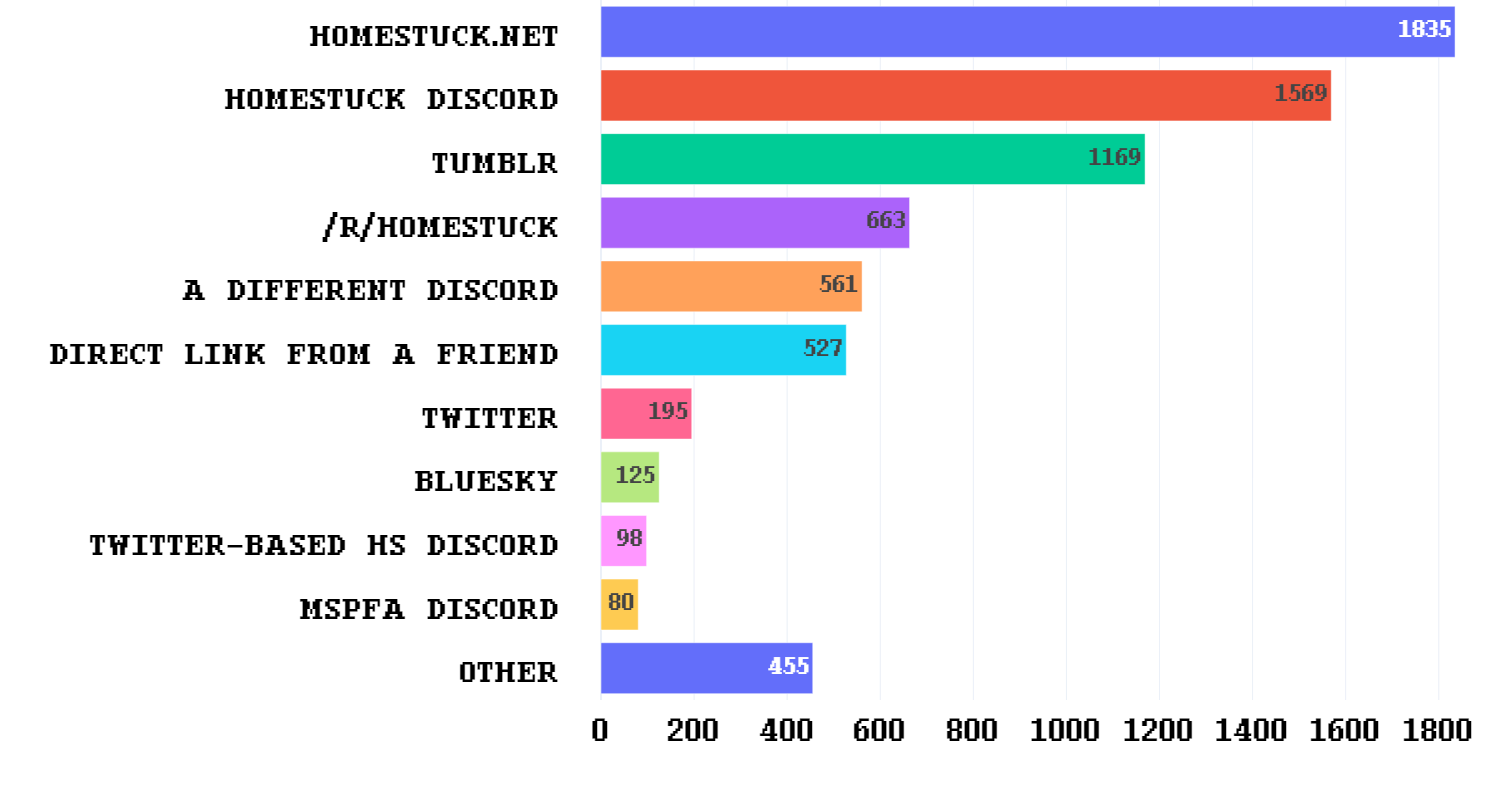 HOMESTUCK.NET 1835
HOMESTUCK DISCORD 1569
TUMBLR 1169
/R/HOMESTUCK 663
A DIFFERENT DISCORD 561
DIRECT LINK FROM A FRIEND 527
TWITTER 195
BLUESKY 125
TWITTER-BASED HS DISCORD 98
MSPFA DISCORD 80
OTHER 455
0 200 400 600 800 1000 1200 1400 1600 1800